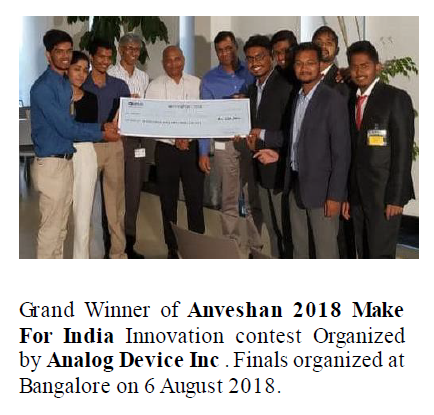 Grand Winner of Anveshan 2018 Make
For India Innovation contest Organized
by Analog Device Inc . Finals organized at
Bangalore on 6 August 2018.